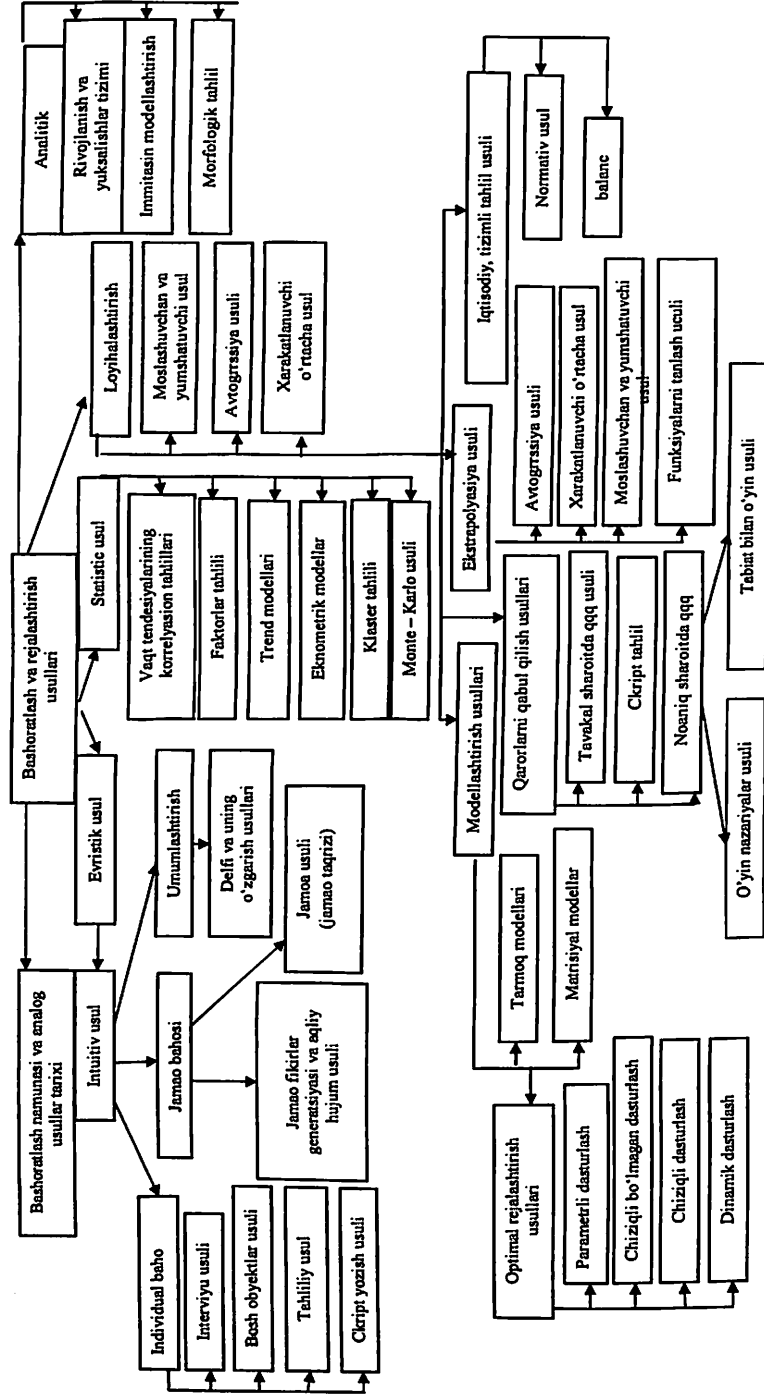 Bashoratlash va rejalashtirish
usullari
Bashoratlash namunasi va analog
usullar tarixi
Evristik usul
Statistic usul
Analitik
Rivojlanish va
yuksalishlar tizimi
Immitasin modellashtirish
Morfologik tahlil
Loyihalashtirish
Moslashuvchan va
yumshatuvchi usul
Avtogrrssiya usuli
Xarakatlanuvchi
o‘rtacha usul
Intuitiv usul
Umumlashtirish
Delfi va uning
o‘zgarish usullari
Jamao bahosi
Jamoa usuli
(jamao taqrizi)
Jamao fikirlar
generatsiyasi va aqliy
hujum usuli
Individual baho
Interviyu usuli
Bosh obyektlar usuli
Tahliliy usul
Ckript yozish usuli
Vaqt tendesiyalarining
korrelyasion tahlillari
Faktorlar tahlili
Trend modellari
Eknometrik modellar
Klaster tahlili
Monte – Karlo usuli
Modellashtirish usullari
Ekstrapolyasiya usuli
Iqtisodiy, tizimli tahlil usuli
Normativ usul
balanc
Avtogrrssiya usuli
Xarakatlanuvchi o‘rtacha usul
Moslashuvchan va yumshatuvchi
usul
Funksiyalarni tanlash uculi
Qarorlarni qabul qilish usullari
Tavakal sharoitda qqq usuli
Ckript tahlil
Noaniq sharoitda qqq
O’yin nazariyalar usuli
Tabiat bilan o’yin usuli
Tarmoq modellari
Matrisiyal modellar
Optimal rejalashtirish
usullari
Parametrli dasturlash
Chiziqli bo‘lmagan dasturlash
Chiziqli dasturlash
Dinamik dasturlash